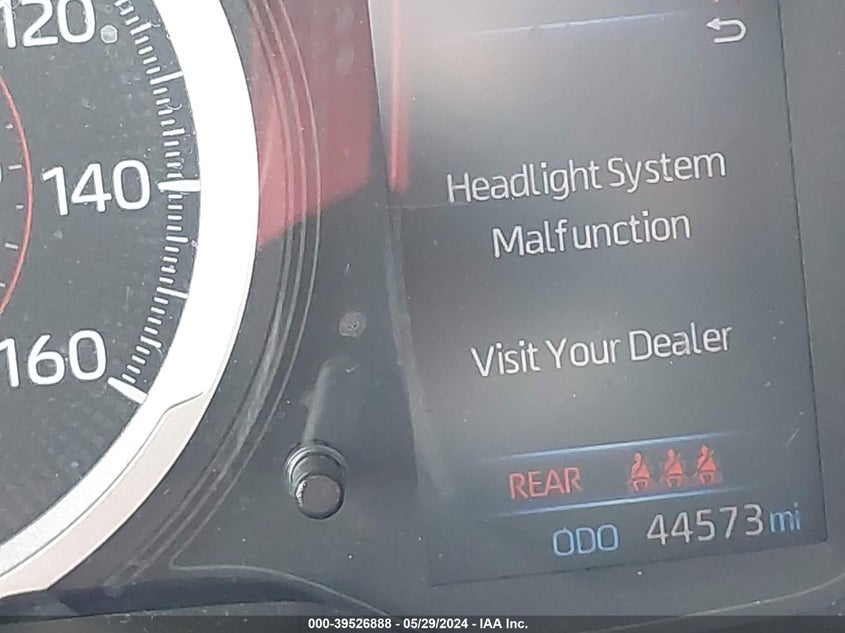 120
140
160
Headlight System
Malfunction
Visit Your Dealer
REAR
ODO 44573 mi
000-39526888 - 05/29/2024 - IAA Inc.